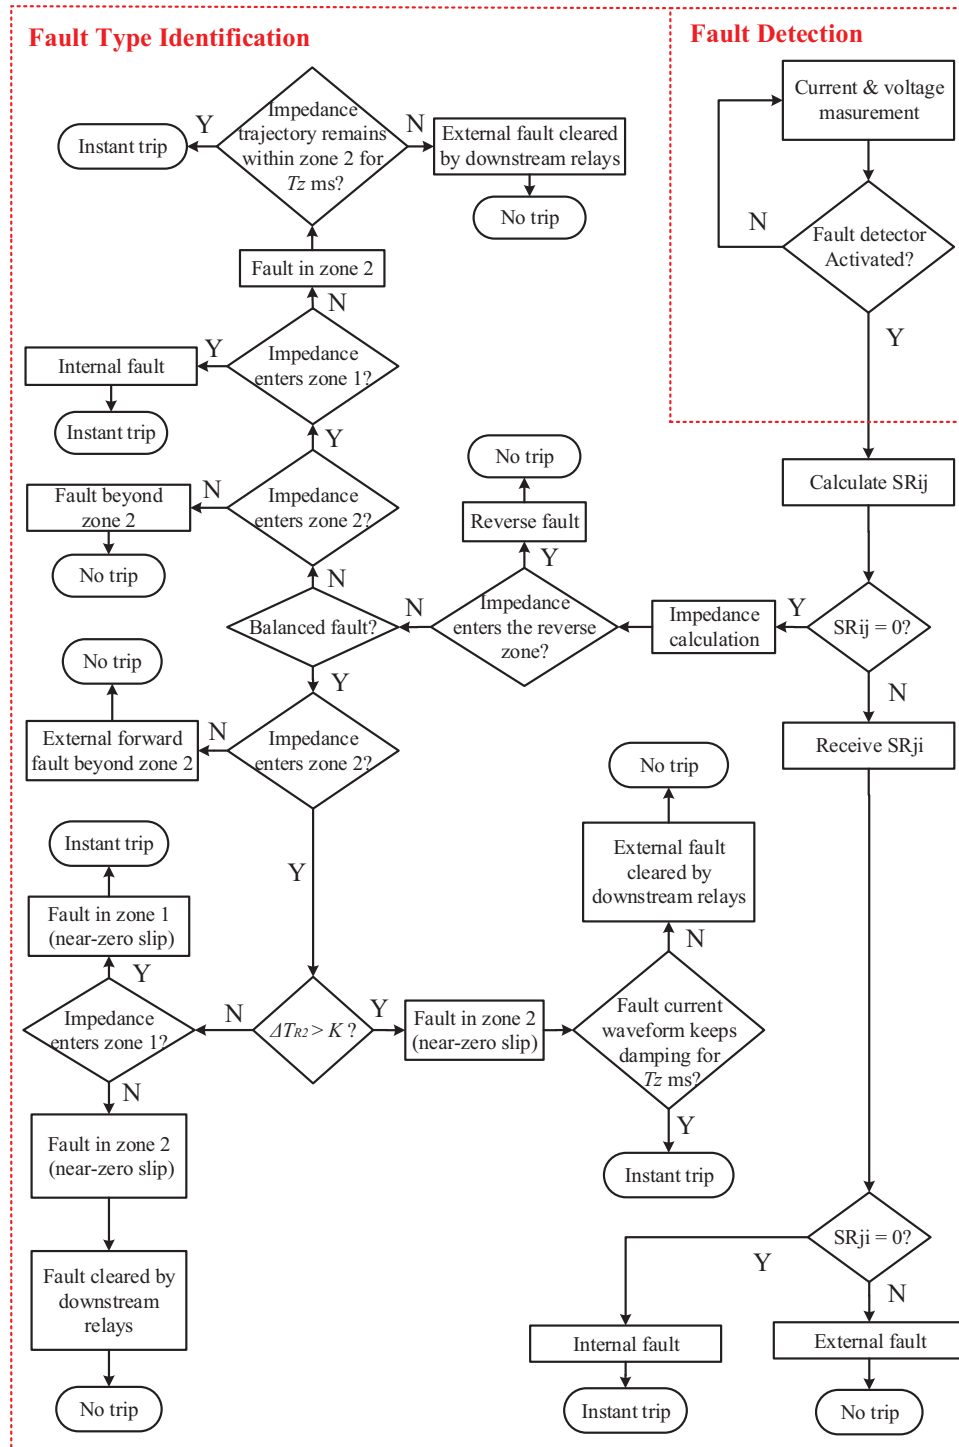 Fault Type Identification
Fault Detection
Current & voltage
masurement
N
Fault detector
Activated?
Y
Calculate SRij
SRij = 0?
Y
N
Impedance
calculation
Receive SRji
Impedance
enters the reverse
zone?
Y
N
Reverse fault
No trip
Balanced fault?
N
Y
Impedance
enters zone 2?
N
Y
Fault beyond
zone 2
No trip
Impedance
enters zone 1?
Y
N
Internal fault
Instant trip
Fault in zone 2
Impedance
trajectory remains
within zone 2 for
Tz ms?
Y
N
Instant trip
External fault cleared
by downstream relays
No trip
Impedance
enters zone 2?
N
Y
External forward
fault beyond zone 2
No trip
ΔTR2 > K ?
N
Y
Impedance
enters zone 1?
Y
N
Fault in zone 1
(near-zero slip)
Instant trip
Fault in zone 2
(near-zero slip)
Fault cleared by
downstream
relays
No trip
Fault in zone 2
(near-zero slip)
Fault current
waveform keeps
damping for
Tz ms?
N
Y
External fault
cleared by
downstream relays
No trip
Instant trip
SRji = 0?
Y
N
Internal fault
Instant trip
External fault
No trip